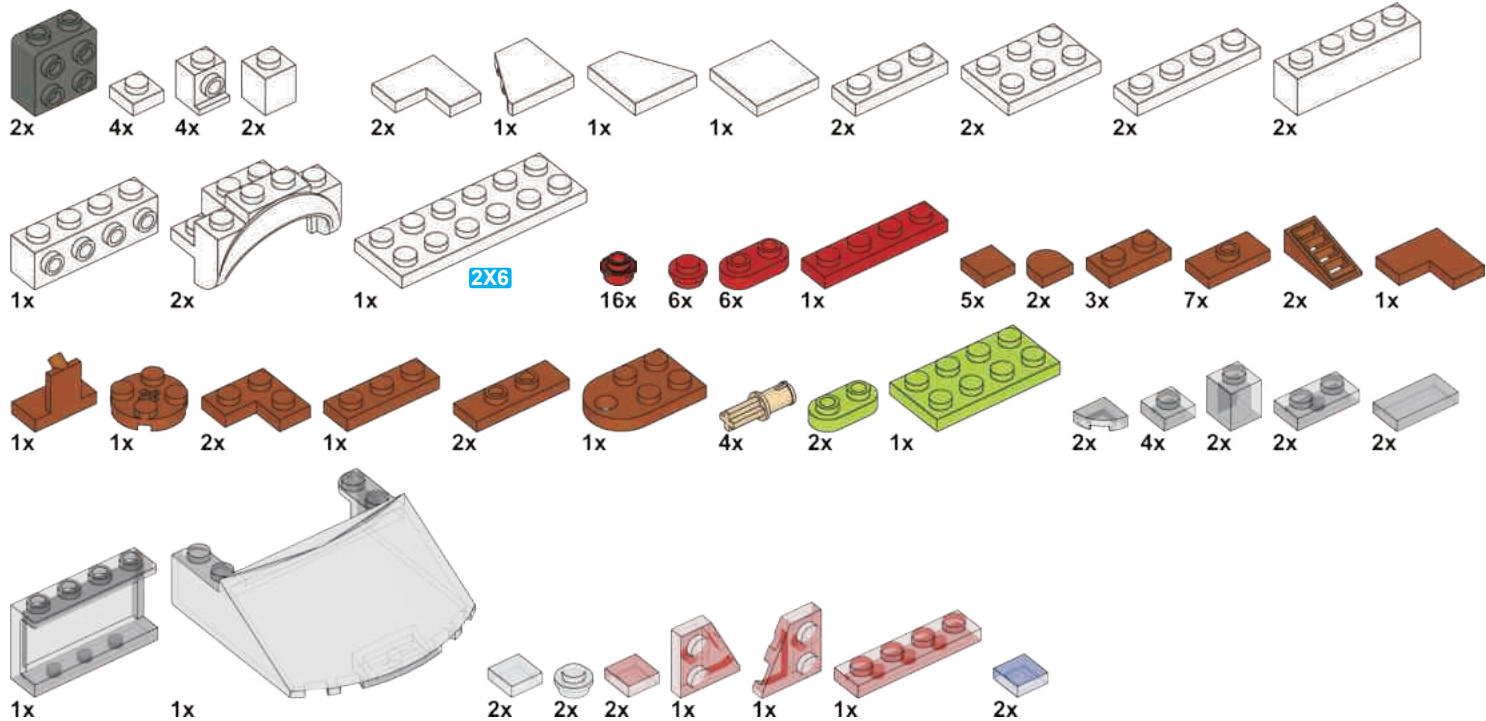 2x 4x 4x 2x 2x 1x 1x 1x 2x 2x 2x 2x
2X6
1x 2x 1x 16x 6x 6x 1x 5x 2x 3x 7x 2x 1x
1x 1x 2x 1x 2x 1x 4x 2x 1x 2x 4x 2x 2x 2x
1x 1x 2x 2x 2x 1x 1x 1x 2x